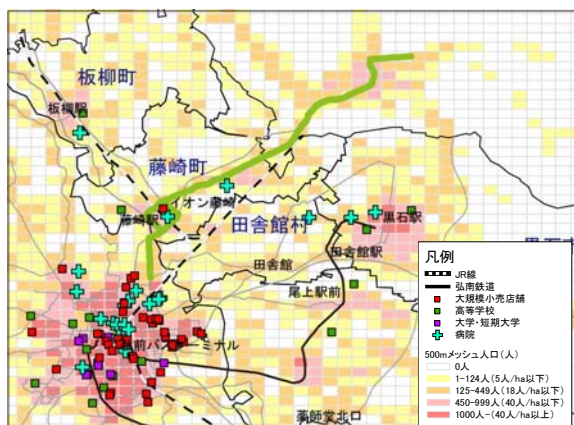 板柳町
板柳駅
藤崎町
イオン藤崎
藤崎駅
田舎館村
黒石駅
田舎館駅
田舎館
尾上駅前
前バスターミナル
薬師堂北口
凡例
JR線
弘南鉄道
大規模小売店舗
高等学校
大学・短期大学
病院
500mメッシュ人口(人)
0人
1-124人(5人/ha以下)
125-449人(18人/ha以下)
450-999人(40人/ha以下)
1000人-(40人/ha以上)